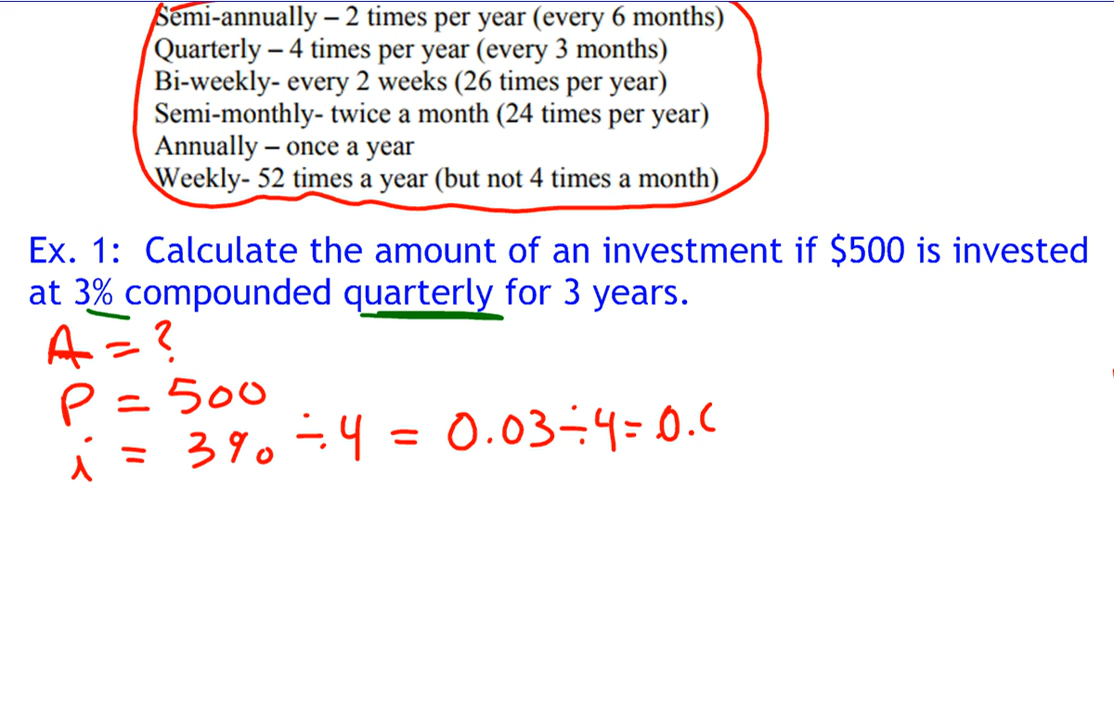 Semi-annually – 2 times per year (every 6 months)
Quarterly – 4 times per year (every 3 months)
Bi-weekly- every 2 weeks (26 times per year)
Semi-monthly- twice a month (24 times per year)
Annually – once a year
Weekly- 52 times a year (but not 4 times a month)
Ex. 1: Calculate the amount of an investment if $500 is invested
at 3% compounded quarterly for 3 years.
A = ?
P = 500
i = 3% ÷ 4 = 0.03 ÷ 4 = 0.